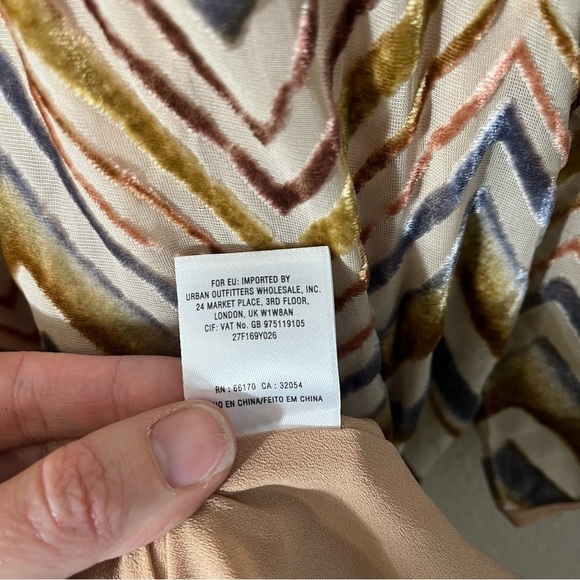 FOR EU: IMPORTED BY
URBAN OUTFITTERS WHOLESALE, INC.
24 MARKET PLACE, 3RD FLOOR,
LONDON, UK W1W8AN
CIF: VAT No. GB 975119105
27F169Y026
RN : 66170 CA : 32054
EN CHINA/FEITO EM CHINA